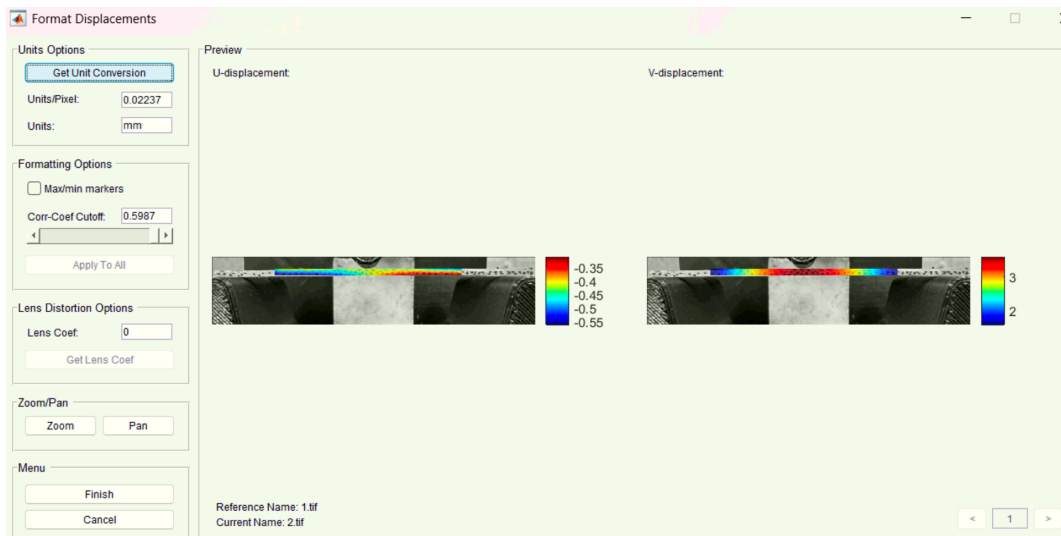 Format Displacements
Units Options
Get Unit Conversion
Units/Pixel: 0.02237
Units: mm
Formatting Options
Max/min markers
Corr-Coef Cutoff: 0.5987
Apply To All
Lens Distortion Options
Lens Coef: 0
Get Lens Coef
Zoom/Pan
Zoom Pan
Menu
Finish
Cancel
Preview
U-displacement:
-0.35
-0.4
-0.45
-0.5
-0.55
V-displacement:
3
2
Reference Name: 1.tif
Current Name: 2.tif
< 1 >